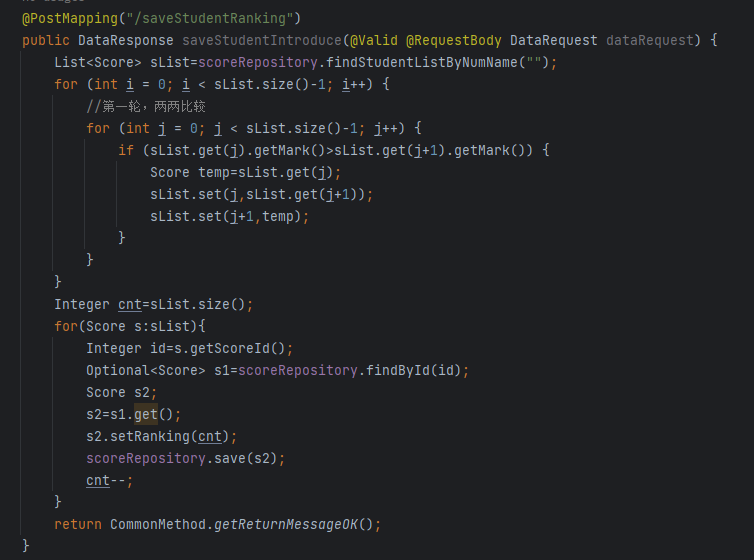 @PostMapping("/saveStudentRanking")
public DataResponse saveStudentIntroduce(@Valid @RequestBody DataRequest dataRequest) {
    List<Score> sList=scoreRepository.findStudentListByNumName("");
    for (int i = 0; i < sList.size()-1; i++) {
        //第一轮，两两比较
        for (int j = 0; j < sList.size()-1; j++) {
            if (sList.get(j).getMark()>sList.get(j+1).getMark()) {
                Score temp=sList.get(j);
                sList.set(j,sList.get(j+1));
                sList.set(j+1,temp);
            }
        }
    }
    Integer cnt=sList.size();
    for(Score s:sList){
        Integer id=s.getScoreId();
        Optional<Score> s1=scoreRepository.findById(id);
        Score s2;
        s2=s1.get();
        s2.setRanking(cnt);
        scoreRepository.save(s2);
        cnt--;
    }
    return CommonMethod.getReturnMessageOK();
}